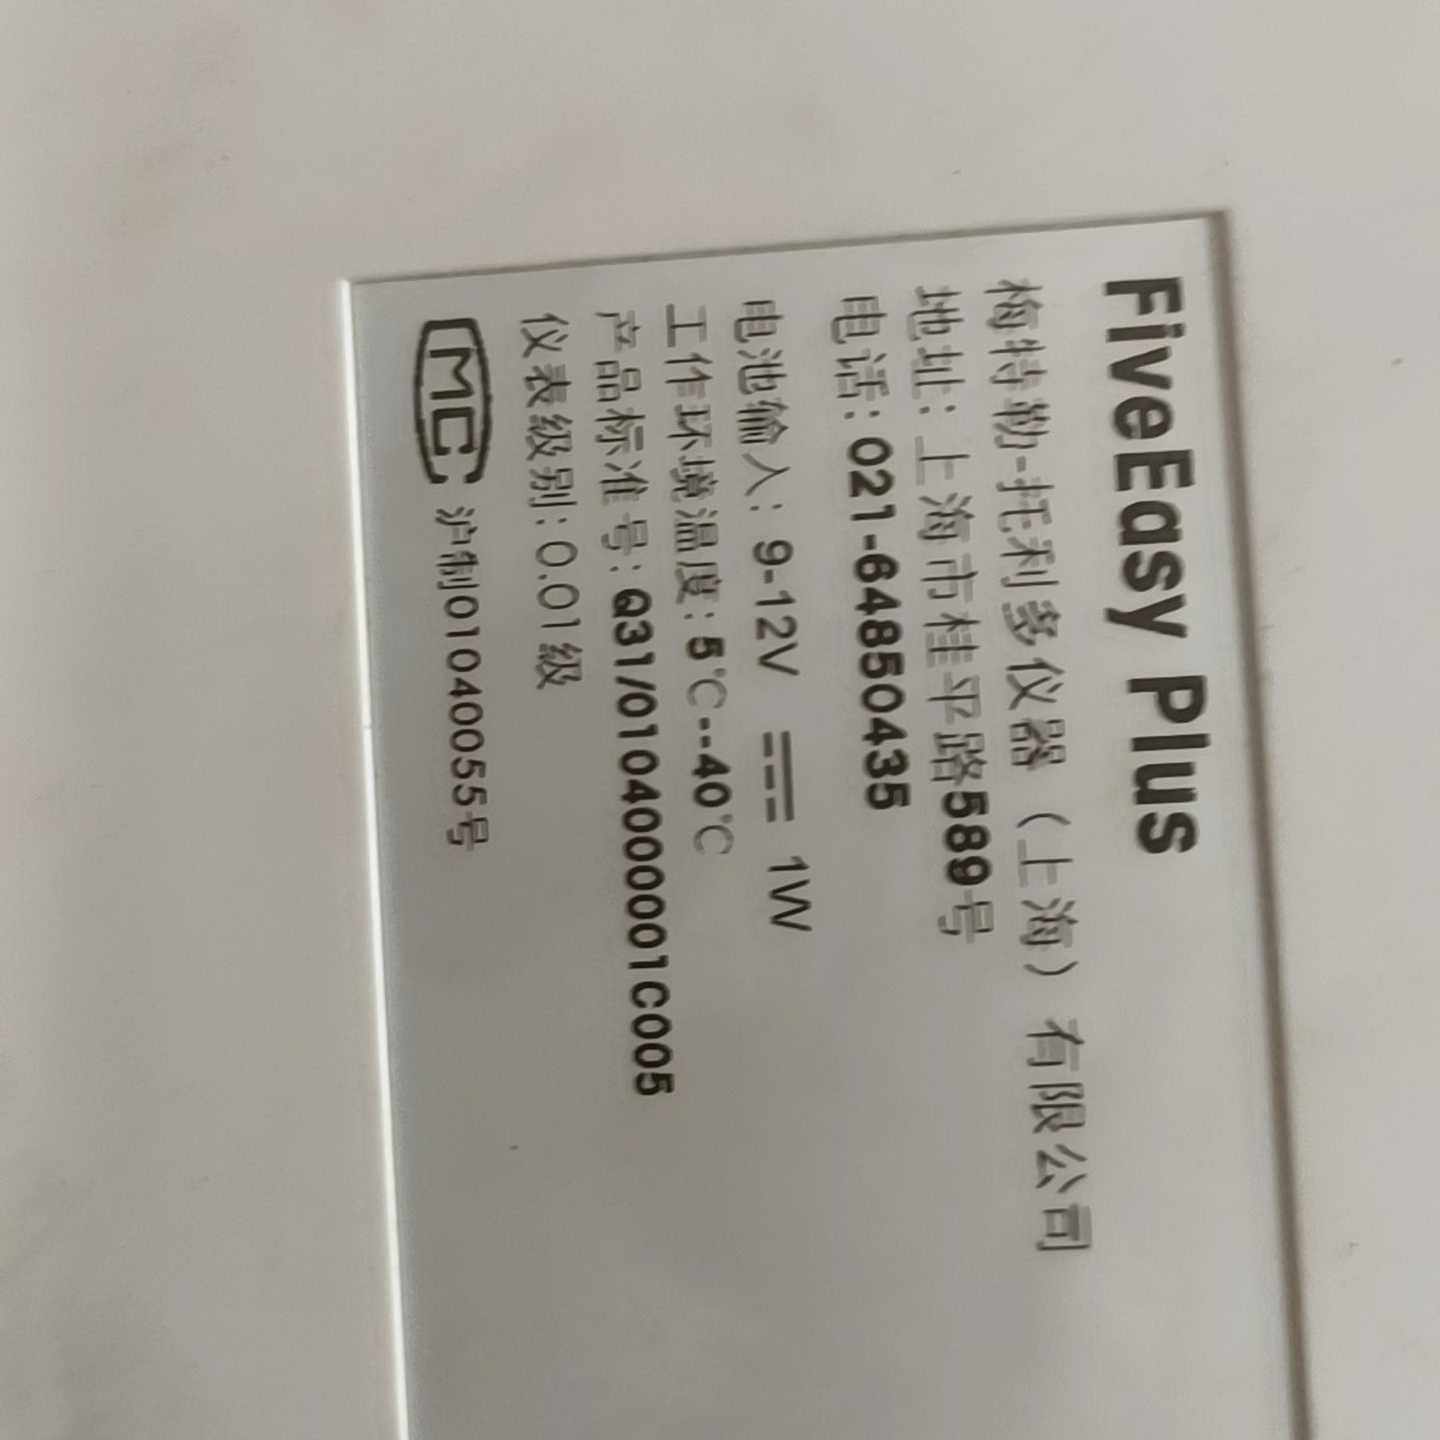 FiveEasy Plus
梅特勒-托利多仪器（上海）有限公司
地址：上海市桂平路589号
电话：021-64850435
电池输入：9-12V ⎓ 1W
工作环境温度：5℃--40℃
产品标准号：Q31/0104000001C005
仪表级别：0.01级
MC 沪制01040055号